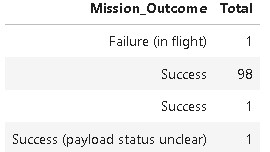 Mission_Outcome Total
Failure (in flight) 1
Success 98
Success 1
Success (payload status unclear) 1